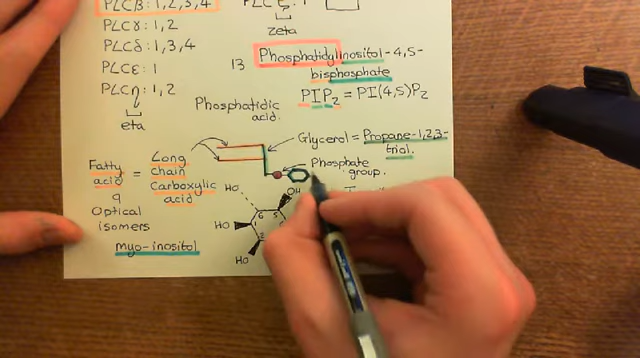 PLCβ: 1,2,3,4
PLCγ: 1,2
PLCδ: 1,3,4
PLCε: 1
PLCη: 1,2
eta
zeta
13
Phosphatidylinositol-4,5-
bisphosphate
PIP2 = PI(4,5)P2
Phosphatidic
acid.
Glycerol = Propane-1,2,3-
triol.
Phosphate
group.
Fatty
acid
=
Long
chain
Carboxylic
acid
9
Optical
isomers
myo-inositol
HO
OH
6
5
HO
HO